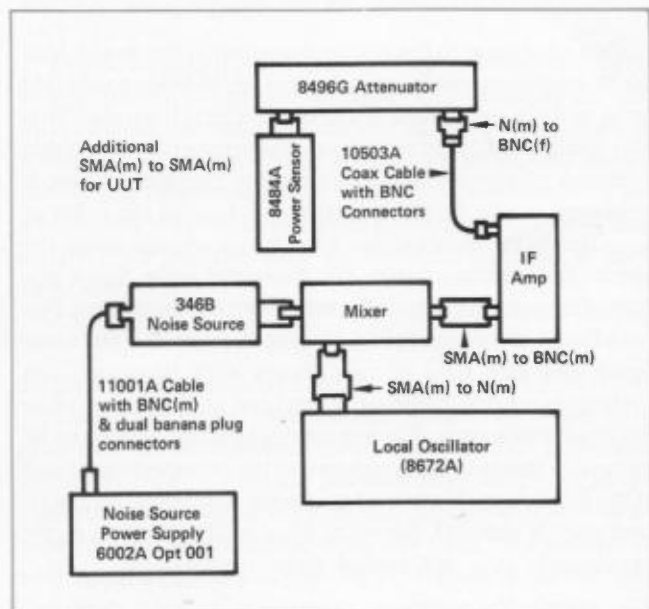 8496G Attenuator
N(m) to
BNC(f)
Additional
SMA(m) to SMA(m)
for UUT
8484A
Power Sensor
10503A
Coax Cable
with BNC
Connectors
IF
Amp
346B
Noise Source
Mixer
SMA(m) to BNC(m)
11001A Cable
with BNC(m)
& dual banana plug
connectors
SMA(m) to N(m)
Local Oscillator
(8672A)
Noise Source
Power Supply
6002A Opt 001